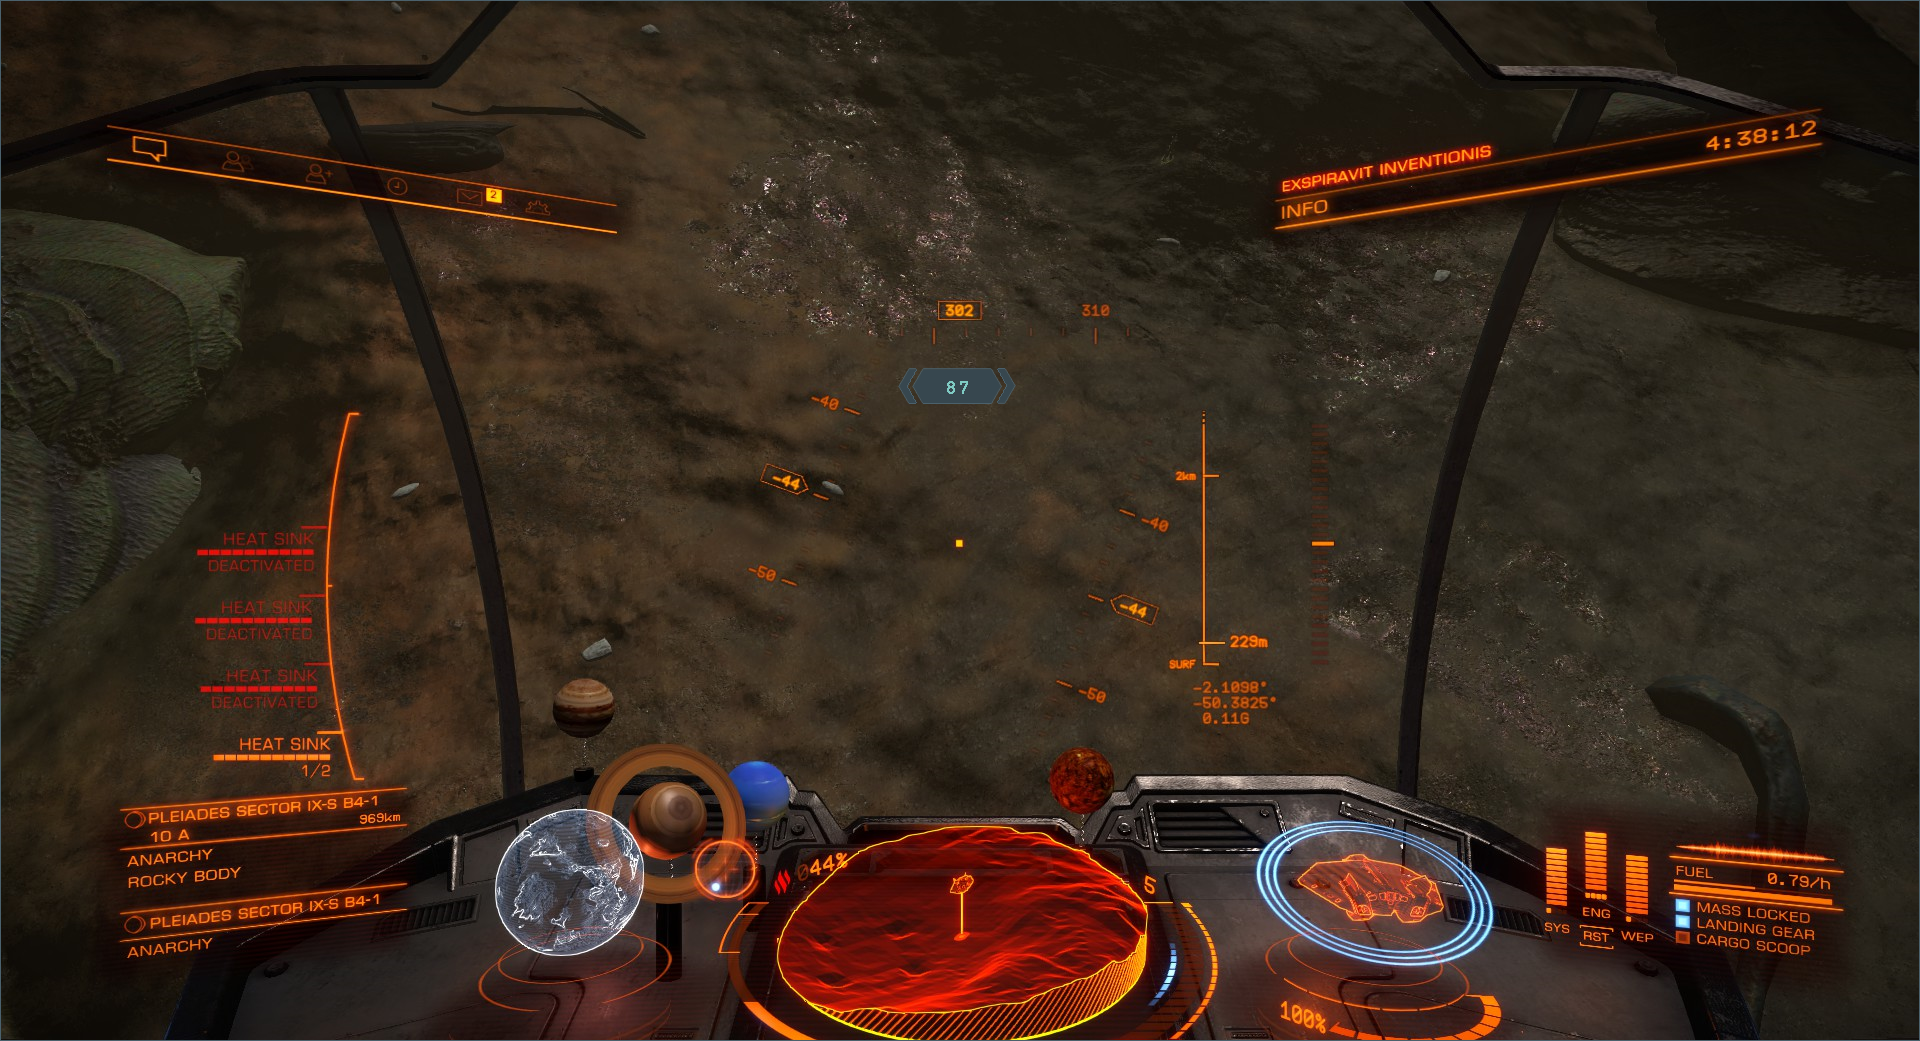 2
EXSPIRAVIT INVENTIONIS
4:38:12
INFO
302
310
87
-40
-44
-40
-50
-44
-50
2km
229m
SURF
-2.1098°
-50.3825°
0.11G
HEAT SINK
DEACTIVATED
HEAT SINK
DEACTIVATED
HEAT SINK
DEACTIVATED
HEAT SINK
1/2
PLEIADES SECTOR IX-S B4-1
10 A
969km
ANARCHY
ROCKY BODY
PLEIADES SECTOR IX-S B4-1
ANARCHY
044%
5
100%
SYS
ENG
RST
WEP
FUEL
0.79/h
MASS LOCKED
LANDING GEAR
CARGO SCOOP